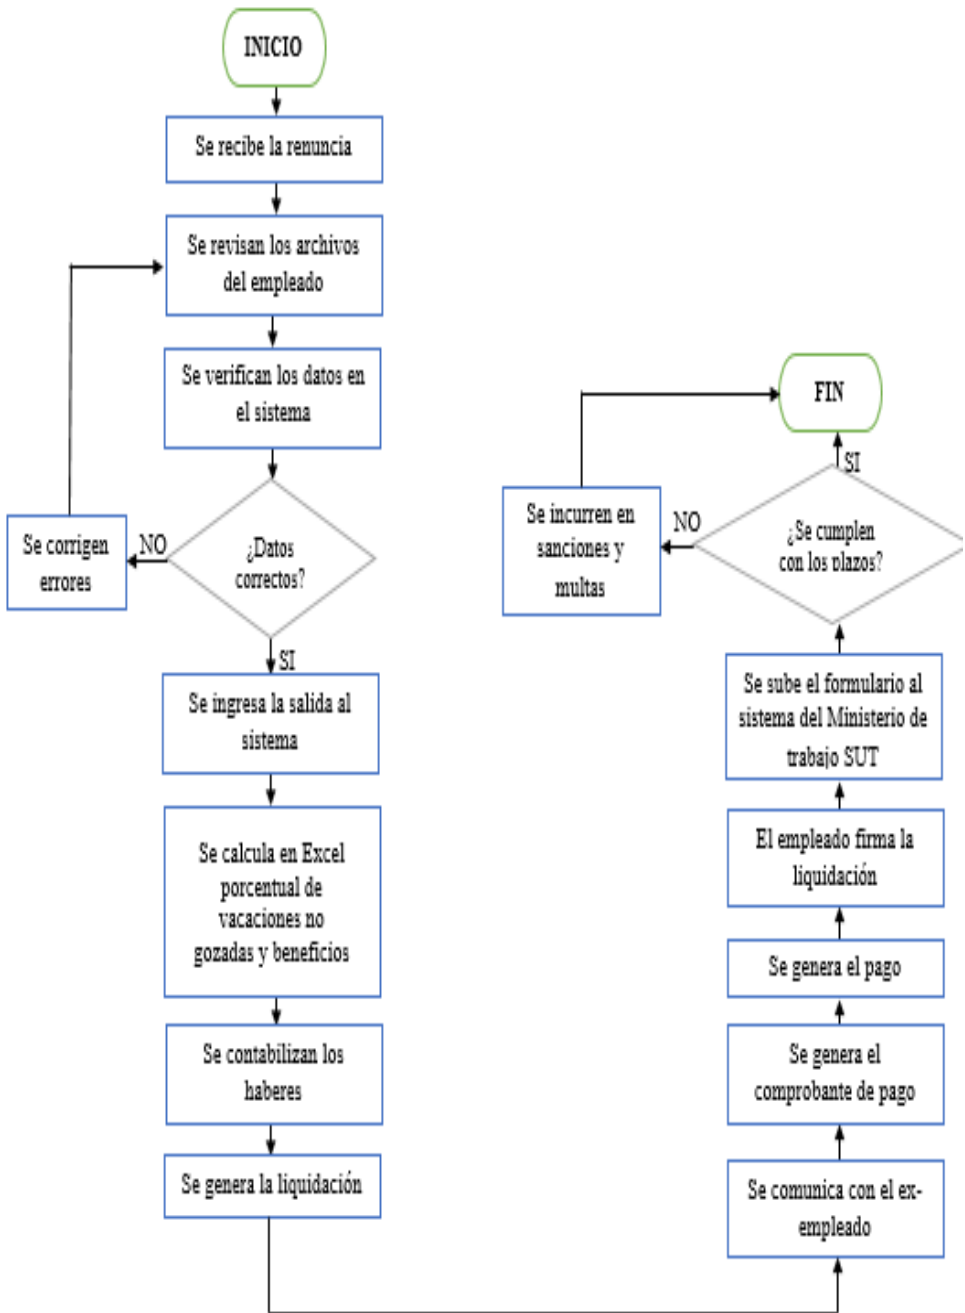 INICIO
Se recibe la renuncia
Se revisan los archivos
del empleado
Se verifican los datos en
el sistema
¿Datos
correctos?
NO
Se corrigen
errores
SI
Se ingresa la salida al
sistema
Se calcula en Excel
porcentual de
vacaciones no
gozadas y beneficios
Se contabilizan los
haberes
Se genera la liquidación
Se comunica con el ex-
empleado
Se genera el
comprobante de pago
Se genera el pago
El empleado firma la
liquidación
Se sube el formulario al
sistema del Ministerio de
trabajo SUT
¿Se cumplen
con los plazos?
NO
Se incurren en
sanciones y
multas
SI
FIN